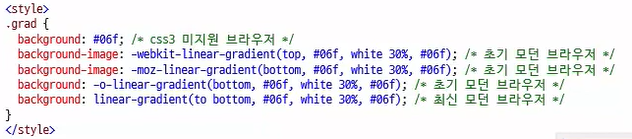 <style>
.grad {
background: #06f; /* css3 미지원 브라우저 */
background-image: -webkit-linear-gradient(top, #06f, white 30%, #06f); /* 초기 모던 브라우저 */
background-image: -moz-linear-gradient(bottom, #06f, white 30%, #06f); /* 초기 모던 브라우저 */
background: -o-linear-gradient(bottom, #06f, white 30%, #06f); /* 초기 모던 브라우저 */
background: linear-gradient(to bottom, #06f, white 30%, #06f); /* 최신 모던 브라우저 */
}
</style>